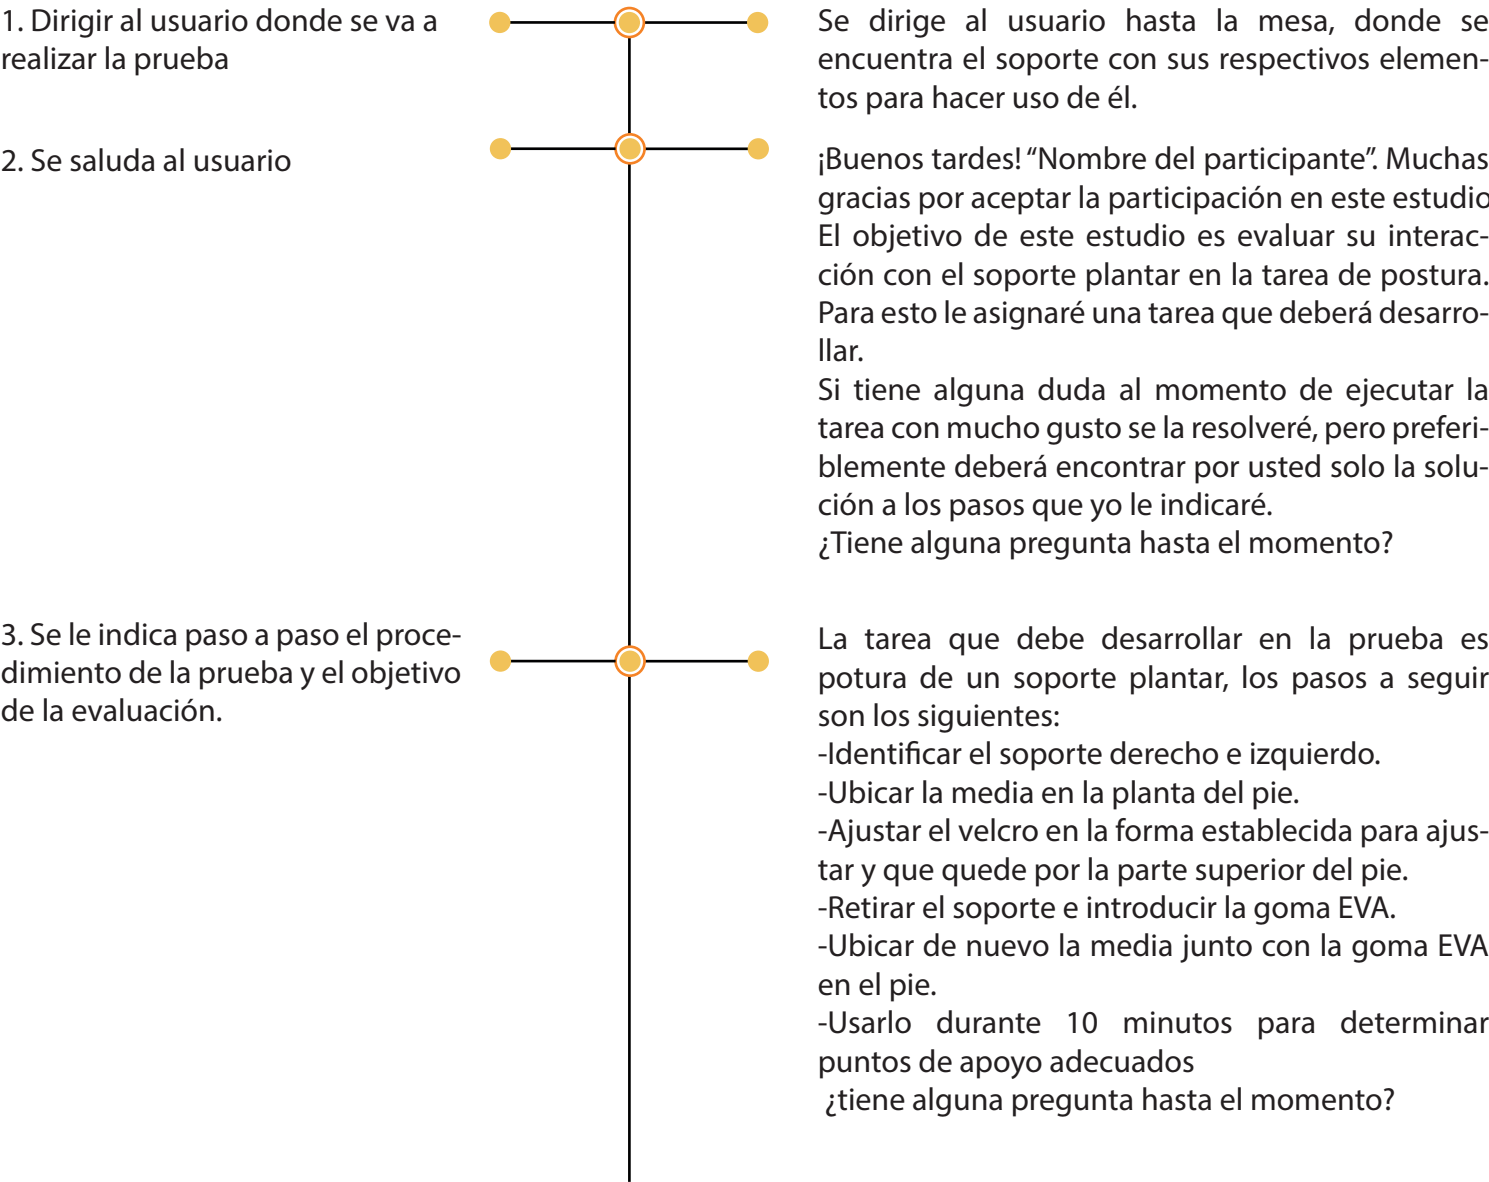 1. Dirigir al usuario donde se va a
realizar la prueba
Se dirige al usuario hasta la mesa, donde se
encuentra el soporte con sus respectivos elemen-
tos para hacer uso de él.
2. Se saluda al usuario
¡Buenos tardes! “Nombre del participante”. Muchas
gracias por aceptar la participación en este estudio
El objetivo de este estudio es evaluar su interac-
ción con el soporte plantar en la tarea de postura.
Para esto le asignaré una tarea que deberá desarro-
llar.
Si tiene alguna duda al momento de ejecutar la
tarea con mucho gusto se la resolveré, pero preferi-
blemente deberá encontrar por usted solo la solu-
ción a los pasos que yo le indicaré.
¿Tiene alguna pregunta hasta el momento?
3. Se le indica paso a paso el proce-
dimiento de la prueba y el objetivo
de la evaluación.
La tarea que debe desarrollar en la prueba es
potura de un soporte plantar, los pasos a seguir
son los siguientes:
-Identificar el soporte derecho e izquierdo.
-Ubicar la media en la planta del pie.
-Ajustar el velcro en la forma establecida para ajus-
tar y que quede por la parte superior del pie.
-Retirar el soporte e introducir la goma EVA.
-Ubicar de nuevo la media junto con la goma EVA
en el pie.
-Usarlo durante 10 minutos para determinar
puntos de apoyo adecuados
¿tiene alguna pregunta hasta el momento?